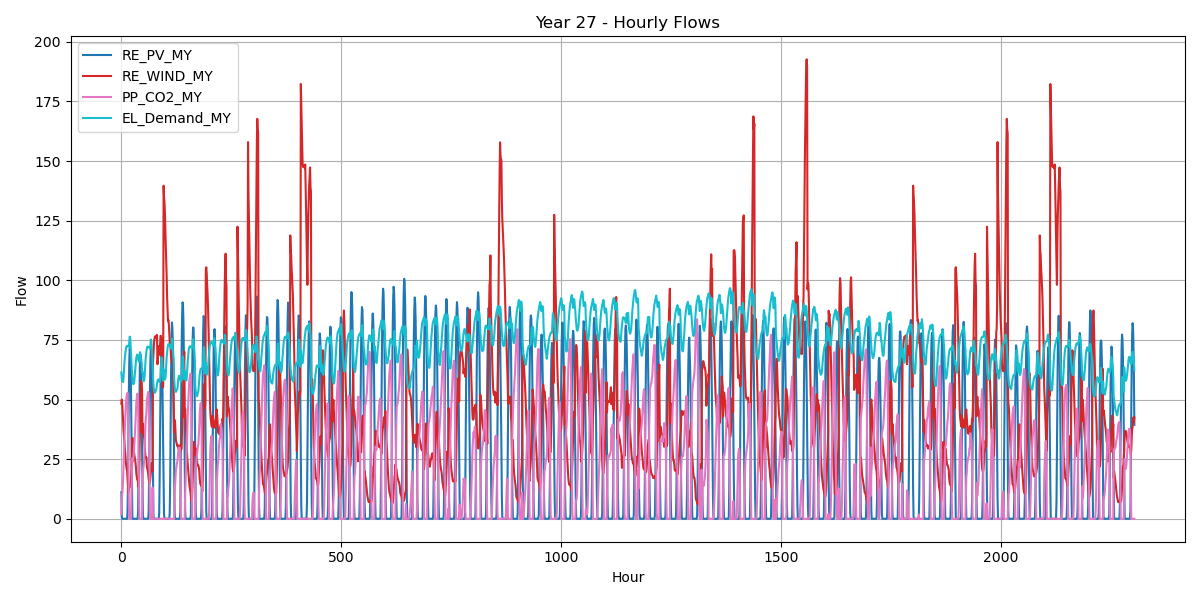 Year 27 - Hourly Flows
200
175
150
125
100
75
50
25
0
Flow
RE_PV_MY
RE_WIND_MY
PP_CO2_MY
EL_Demand_MY
0
500
1000
1500
2000
Hour